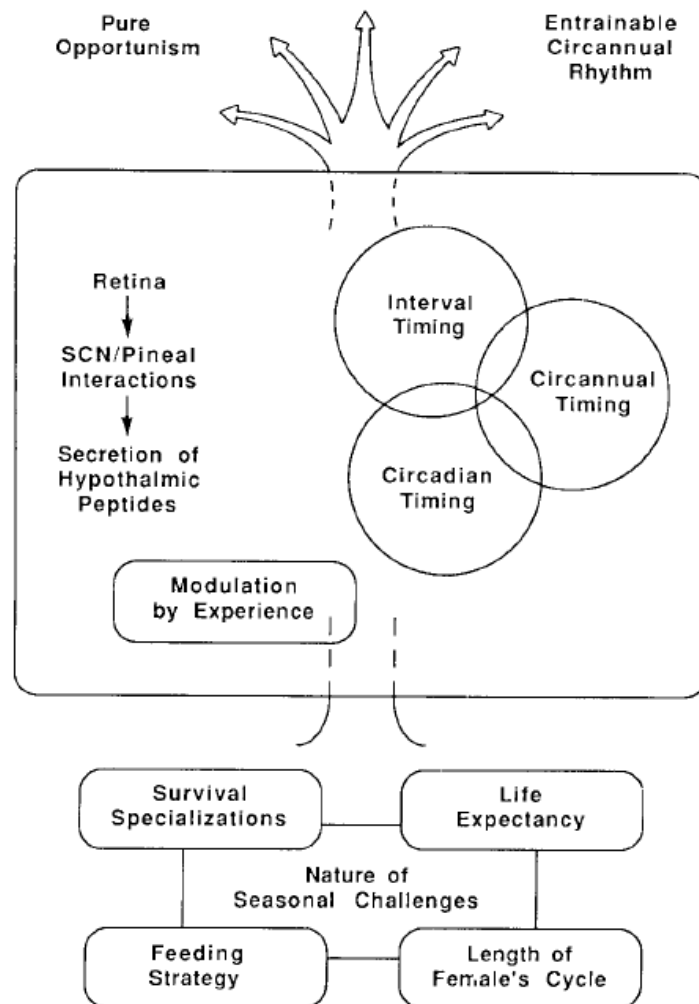 Pure
Opportunism
Entrainable
Circannual
Rhythm
Retina
SCN/Pineal
Interactions
Secretion of
Hypothalmic
Peptides
Interval
Timing
Circannual
Timing
Circadian
Timing
Modulation
by Experience
Survival
Specializations
Life
Expectancy
Nature of
Seasonal Challenges
Feeding
Strategy
Length of
Female's Cycle